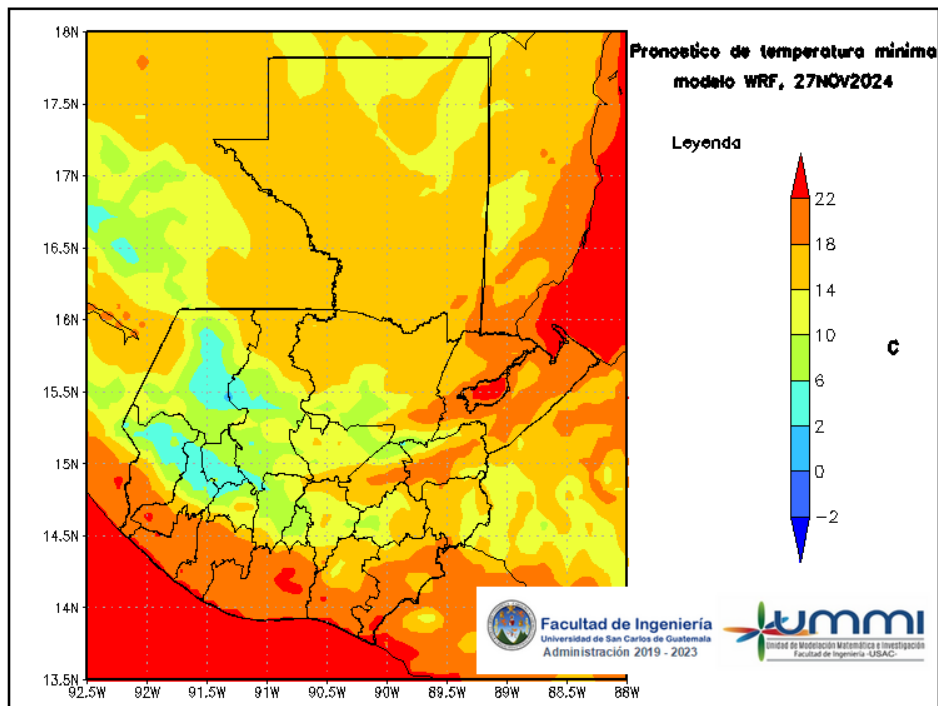 Pronostico de temperatura minima
modelo WRF, 27NOV2024
Leyenda
22
18
14
10
6
2
0
-2
C
18N
17.5N
17N
16.5N
16N
15.5N
15N
14.5N
14N
13.5N
92.5W
92W
91.5W
91W
90.5W
90W
89.5W
89W
88.5W
88W
Facultad de Ingeniería
Universidad de San Carlos de Guatemala
Administración 2019 - 2023
UMMI
Unidad de Modelación Matemática e Investigación
Facultad de Ingeniería -USAC-